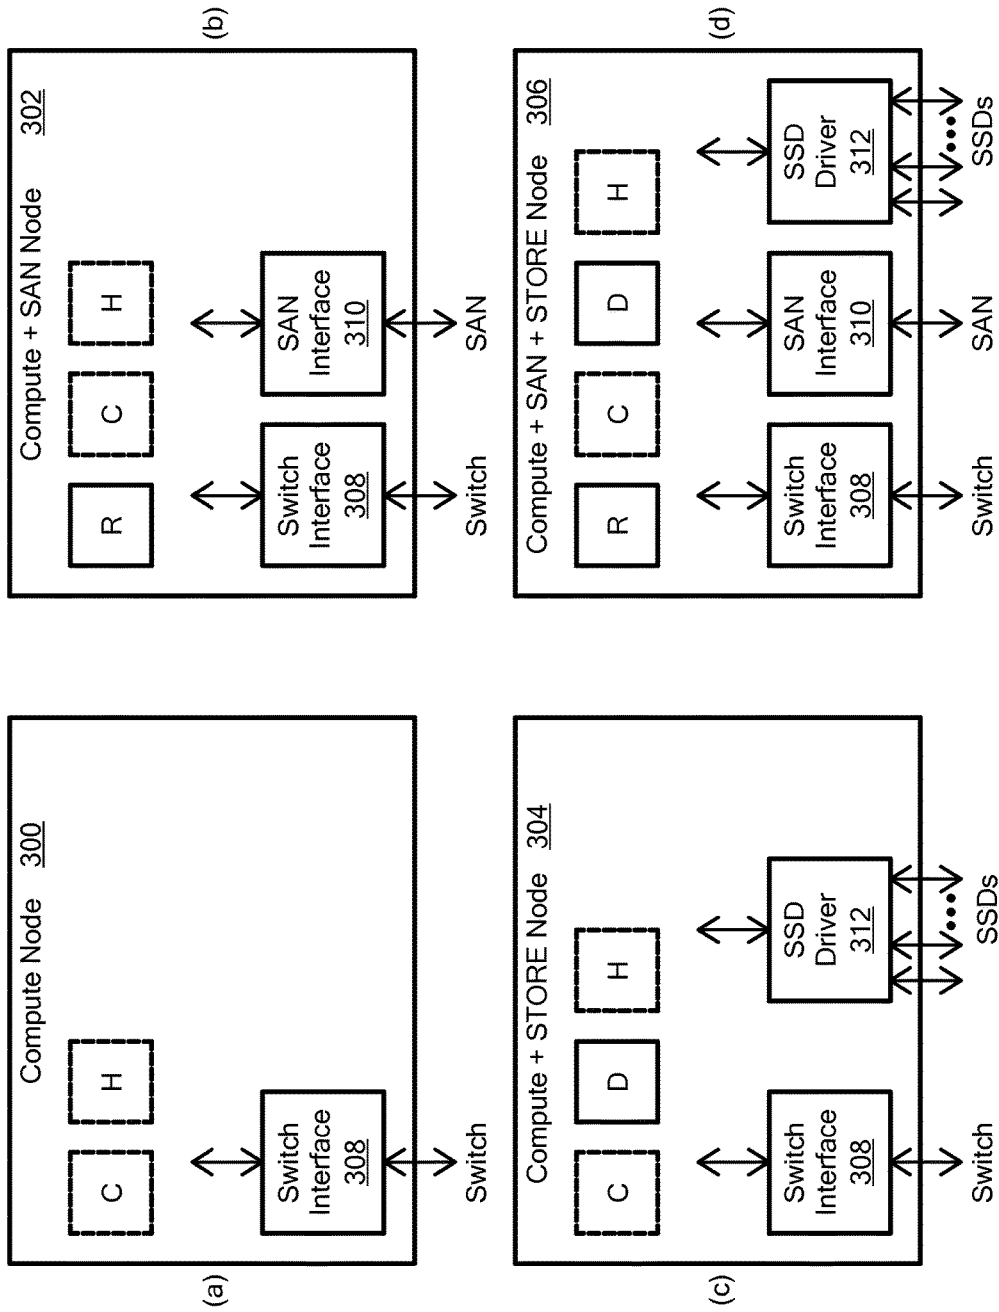 (a)
Compute Node 300
C
H
Switch
Interface
308
Switch
(b)
Compute + SAN Node 302
R
C
H
Switch
Interface
308
SAN
Interface
310
Switch
SAN
(c)
Compute + STORE Node 304
C
D
H
Switch
Interface
308
SSD
Driver
312
Switch
SSDs
(d)
Compute + SAN + STORE Node 306
R
C
D
H
Switch
Interface
308
SAN
Interface
310
SSD
Driver
312
Switch
SAN
SSDs